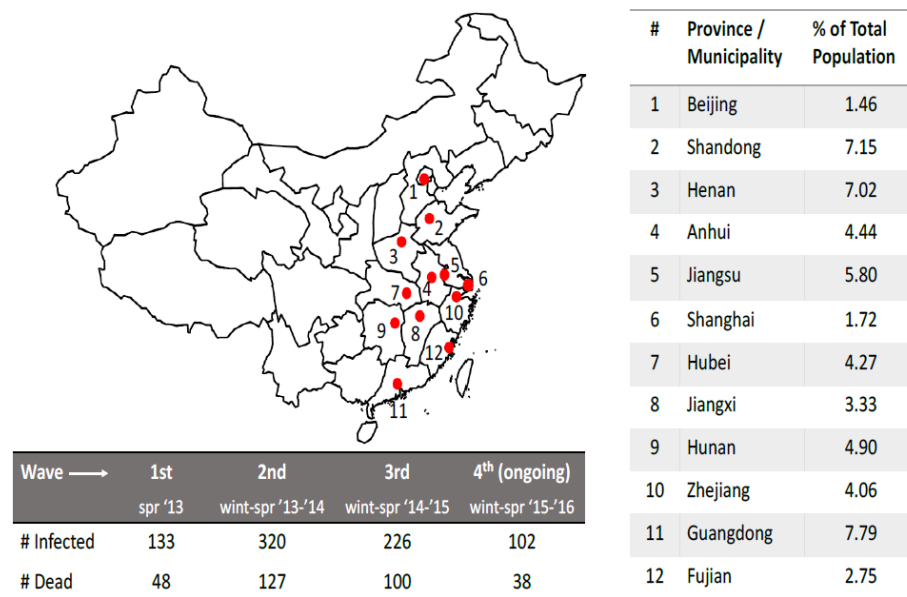 # Province / % of Total
Municipality Population
1 Beijing 1.46
2 Shandong 7.15
3 Henan 7.02
4 Anhui 4.44
5 Jiangsu 5.80
6 Shanghai 1.72
7 Hubei 4.27
8 Jiangxi 3.33
9 Hunan 4.90
10 Zhejiang 4.06
11 Guangdong 7.79
12 Fujian 2.75
1
2
3
5
6
4
7
10
9
8
12
11
Wave → 1st 2nd 3rd 4th (ongoing)
spr ‘13 wint-spr ’13-’14 wint-spr ’14-’15 wint-spr ’15-’16
# Infected 133 320 226 102
# Dead 48 127 100 38